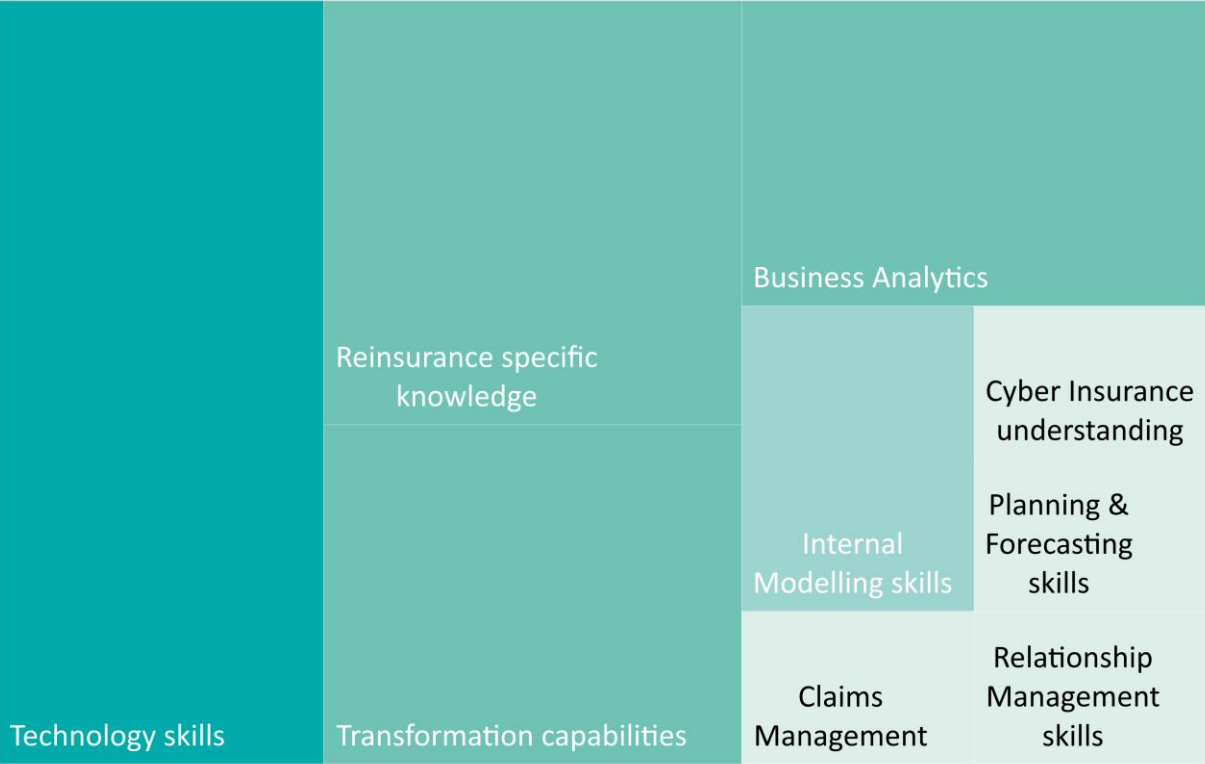 Technology skills
Reinsurance specific
knowledge
Transformation capabilities
Business Analytics
Internal
Modelling skills
Claims
Management
Cyber Insurance
understanding
Planning &
Forecasting
skills
Relationship
Management
skills